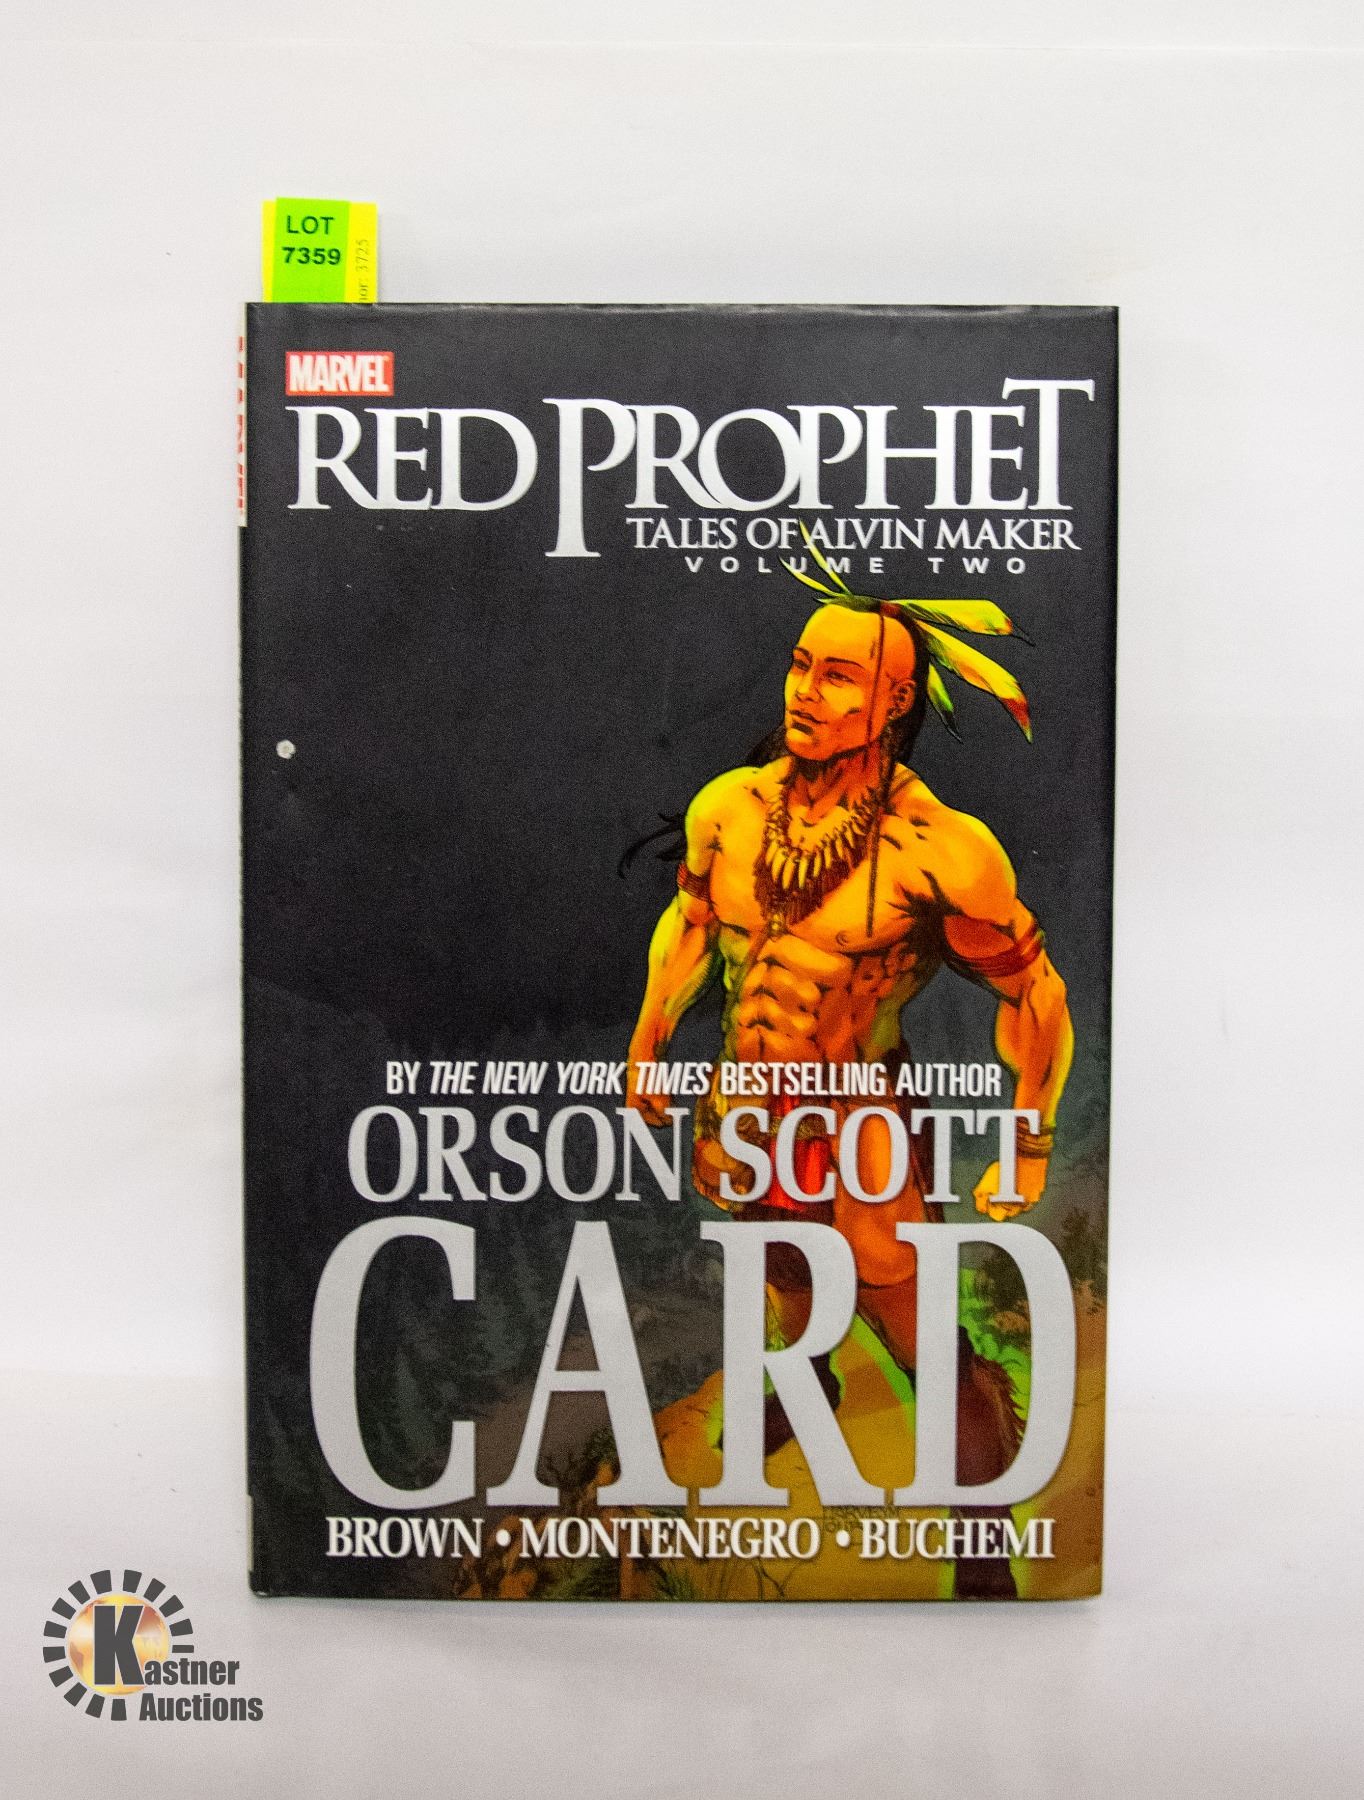 LOT
7359
3725
MARVEL
RED PROPHET
TALES OF ALVIN MAKER
VOLUME TWO
BY THE NEW YORK TIMES BESTSELLING AUTHOR
ORSON SCOTT
CARD
BROWN • MONTENEGRO • BUCHEMI
Kastner
Auctions